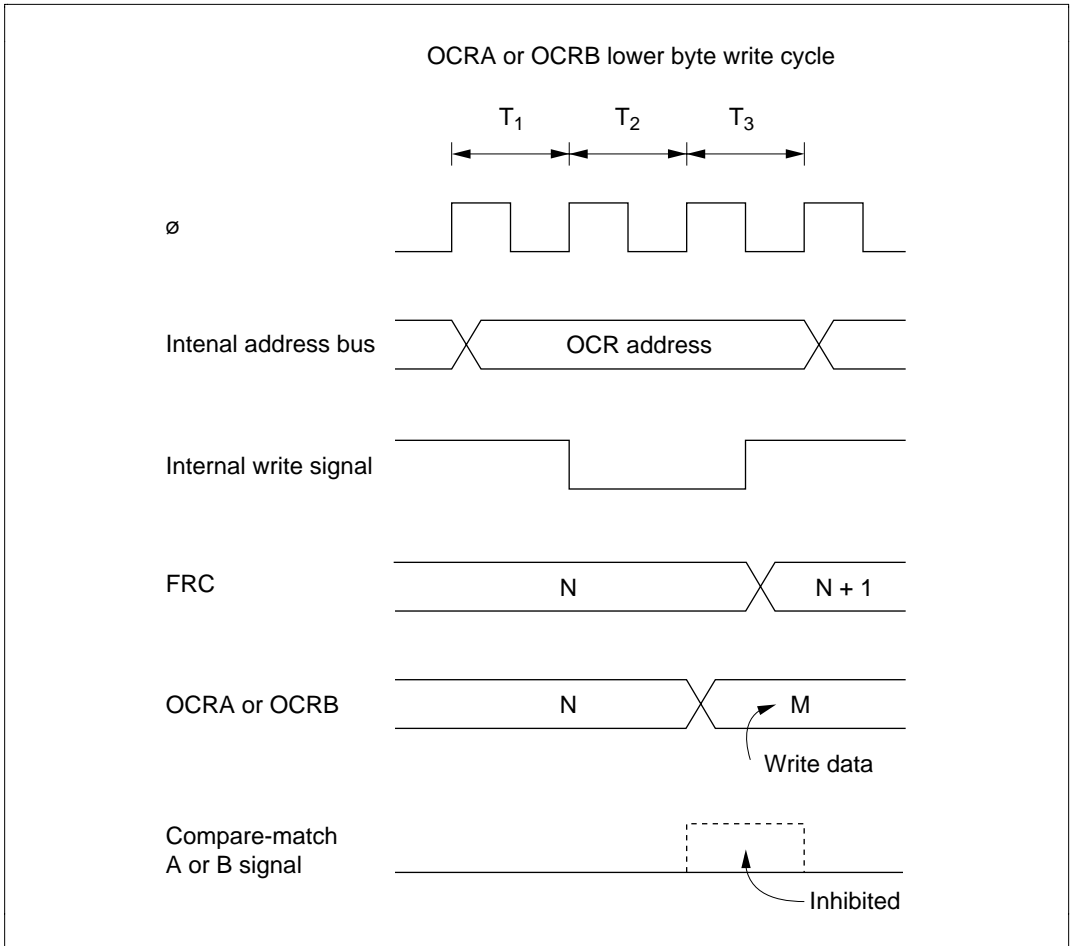 OCRA or OCRB lower byte write cycle
T1 T2 T3
ø
Intenal address bus
OCR address
Internal write signal
FRC
N
N + 1
OCRA or OCRB
N
M
Write data
Compare-match
A or B signal
Inhibited